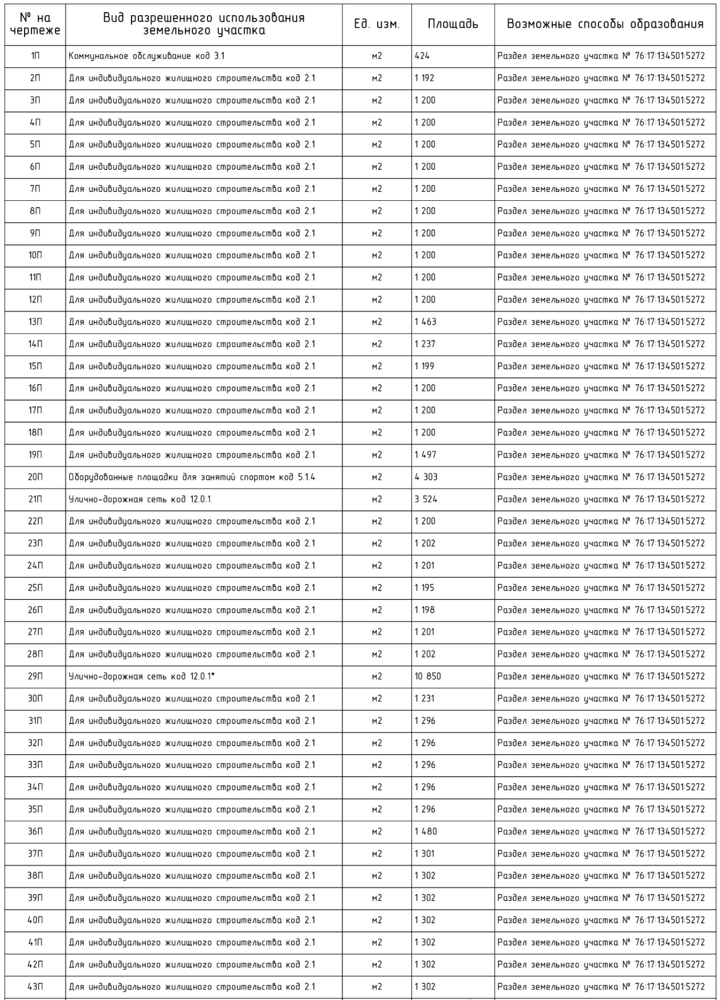 № на чертеже | Вид разрешенного использования земельного участка | Ед. изм. | Площадь | Возможные способы образования
1П | Коммунальное обслуживание код 3.1 | м2 | 424 | Раздел земельного участка № 76:17:134501:5272
2П | Для индивидуального жилищного строительства код 2.1 | м2 | 1 192 | Раздел земельного участка № 76:17:134501:5272
3П | Для индивидуального жилищного строительства код 2.1 | м2 | 1 200 | Раздел земельного участка № 76:17:134501:5272
4П | Для индивидуального жилищного строительства код 2.1 | м2 | 1 200 | Раздел земельного участка № 76:17:134501:5272
5П | Для индивидуального жилищного строительства код 2.1 | м2 | 1 200 | Раздел земельного участка № 76:17:134501:5272
6П | Для индивидуального жилищного строительства код 2.1 | м2 | 1 200 | Раздел земельного участка № 76:17:134501:5272
7П | Для индивидуального жилищного строительства код 2.1 | м2 | 1 200 | Раздел земельного участка № 76:17:134501:5272
8П | Для индивидуального жилищного строительства код 2.1 | м2 | 1 200 | Раздел земельного участка № 76:17:134501:5272
9П | Для индивидуального жилищного строительства код 2.1 | м2 | 1 200 | Раздел земельного участка № 76:17:134501:5272
10П | Для индивидуального жилищного строительства код 2.1 | м2 | 1 200 | Раздел земельного участка № 76:17:134501:5272
11П | Для индивидуального жилищного строительства код 2.1 | м2 | 1 200 | Раздел земельного участка № 76:17:134501:5272
12П | Для индивидуального жилищного строительства код 2.1 | м2 | 1 200 | Раздел земельного участка № 76:17:134501:5272
13П | Для индивидуального жилищного строительства код 2.1 | м2 | 1 463 | Раздел земельного участка № 76:17:134501:5272
14П | Для индивидуального жилищного строительства код 2.1 | м2 | 1 237 | Раздел земельного участка № 76:17:134501:5272
15П | Для индивидуального жилищного строительства код 2.1 | м2 | 1 199 | Раздел земельного участка № 76:17:134501:5272
16П | Для индивидуального жилищного строительства код 2.1 | м2 | 1 200 | Раздел земельного участка № 76:17:134501:5272
17П | Для индивидуального жилищного строительства код 2.1 | м2 | 1 200 | Раздел земельного участка № 76:17:134501:5272
18П | Для индивидуального жилищного строительства код 2.1 | м2 | 1 200 | Раздел земельного участка № 76:17:134501:5272
19П | Для индивидуального жилищного строительства код 2.1 | м2 | 1 497 | Раздел земельного участка № 76:17:134501:5272
20П | Оборудованные площадки для занятий спортом код 5.1.4 | м2 | 4 303 | Раздел земельного участка № 76:17:134501:5272
21П | Улично-дорожная сеть код 12.0.1 | м2 | 3 524 | Раздел земельного участка № 76:17:134501:5272
22П | Для индивидуального жилищного строительства код 2.1 | м2 | 1 200 | Раздел земельного участка № 76:17:134501:5272
23П | Для индивидуального жилищного строительства код 2.1 | м2 | 1 202 | Раздел земельного участка № 76:17:134501:5272
24П | Для индивидуального жилищного строительства код 2.1 | м2 | 1 201 | Раздел земельного участка № 76:17:134501:5272
25П | Для индивидуального жилищного строительства код 2.1 | м2 | 1 195 | Раздел земельного участка № 76:17:134501:5272
26П | Для индивидуального жилищного строительства код 2.1 | м2 | 1 198 | Раздел земельного участка № 76:17:134501:5272
27П | Для индивидуального жилищного строительства код 2.1 | м2 | 1 201 | Раздел земельного участка № 76:17:134501:5272
28П | Для индивидуального жилищного строительства код 2.1 | м2 | 1 202 | Раздел земельного участка № 76:17:134501:5272
29П | Улично-дорожная сеть код 12.0.1* | м2 | 10 850 | Раздел земельного участка № 76:17:134501:5272
30П | Для индивидуального жилищного строительства код 2.1 | м2 | 1 231 | Раздел земельного участка № 76:17:134501:5272
31П | Для индивидуального жилищного строительства код 2.1 | м2 | 1 296 | Раздел земельного участка № 76:17:134501:5272
32П | Для индивидуального жилищного строительства код 2.1 | м2 | 1 296 | Раздел земельного участка № 76:17:134501:5272
33П | Для индивидуального жилищного строительства код 2.1 | м2 | 1 296 | Раздел земельного участка № 76:17:134501:5272
34П | Для индивидуального жилищного строительства код 2.1 | м2 | 1 296 | Раздел земельного участка № 76:17:134501:5272
35П | Для индивидуального жилищного строительства код 2.1 | м2 | 1 296 | Раздел земельного участка № 76:17:134501:5272
36П | Для индивидуального жилищного строительства код 2.1 | м2 | 1 480 | Раздел земельного участка № 76:17:134501:5272
37П | Для индивидуального жилищного строительства код 2.1 | м2 | 1 301 | Раздел земельного участка № 76:17:134501:5272
38П | Для индивидуального жилищного строительства код 2.1 | м2 | 1 302 | Раздел земельного участка № 76:17:134501:5272
39П | Для индивидуального жилищного строительства код 2.1 | м2 | 1 302 | Раздел земельного участка № 76:17:134501:5272
40П | Для индивидуального жилищного строительства код 2.1 | м2 | 1 302 | Раздел земельного участка № 76:17:134501:5272
41П | Для индивидуального жилищного строительства код 2.1 | м2 | 1 302 | Раздел земельного участка № 76:17:134501:5272
42П | Для индивидуального жилищного строительства код 2.1 | м2 | 1 302 | Раздел земельного участка № 76:17:134501:5272
43П | Для индивидуального жилищного строительства код 2.1 | м2 | 1 302 | Раздел земельного участка № 76:17:134501:5272